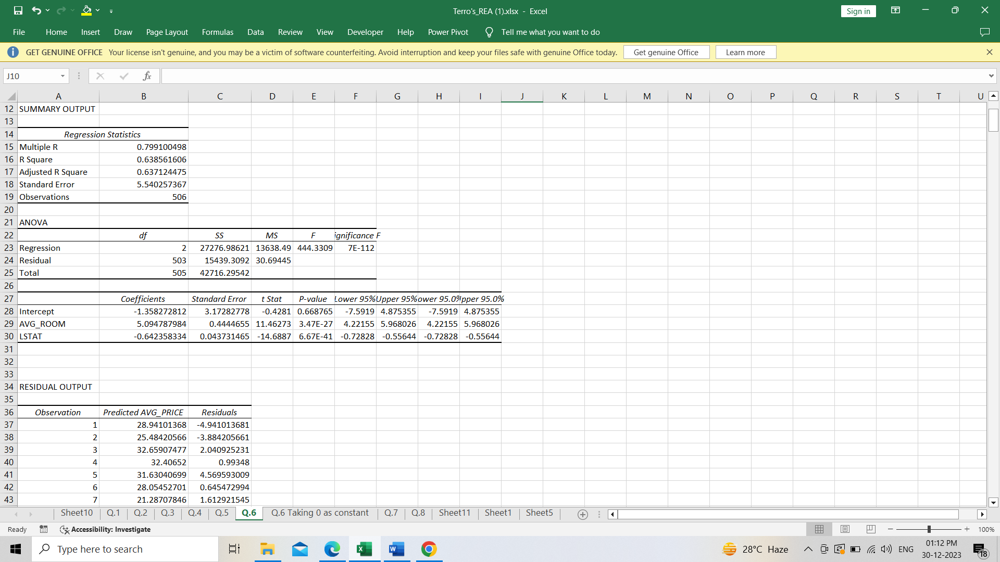 Terro's_REA (1).xlsx - Excel
Sign in
File Home Insert Draw Page Layout Formulas Data Review View Developer Help Power Pivot Tell me what you want to do
GET GENUINE OFFICE Your license isn't genuine, and you may be a victim of software counterfeiting. Avoid interruption and keep your files safe with genuine Office today. Get genuine Office Learn more
J10 fx
A B C D E F G H I J K L M N O P Q R S T U
12 SUMMARY OUTPUT
13
14 Regression Statistics
15 Multiple R 0.799100498
16 R Square 0.638561606
17 Adjusted R Square 0.637124475
18 Standard Error 5.540257367
19 Observations 506
20
21 ANOVA
22 df SS MS F ignificance F
23 Regression 2 27276.98621 13638.49 444.3309 7E-112
24 Residual 503 15439.3092 30.69445
25 Total 505 42716.29542
26
27 Coefficients Standard Error t Stat P-value Lower 95% Upper 95% ower 95.0% pper 95.0%
28 Intercept -1.358272812 3.17282778 -0.4281 0.668765 -7.5919 4.875355 -7.5919 4.875355
29 AVG_ROOM 5.094787984 0.4444655 11.46273 3.47E-27 4.22155 5.968026 4.22155 5.968026
30 LSTAT -0.642358334 0.043731465 -14.6887 6.67E-41 -0.72828 -0.55644 -0.72828 -0.55644
31
32
33
34 RESIDUAL OUTPUT
35
36 Observation Predicted AVG_PRICE Residuals
37 1 28.94101368 -4.941013681
38 2 25.48420566 -3.884205661
39 3 32.65907477 2.040925231
40 4 32.40652 0.99348
41 5 31.63040699 4.569593009
42 6 28.05452701 0.645472994
43 7 21.28707846 1.612921545
Sheet10 Q.1 Q.2 Q.3 Q.4 Q.5 Q.6 Q.6 Taking 0 as constant Q.7 Q.8 Sheet11 Sheet1 Sheet5
Ready Accessibility: Investigate 100%
Type here to search 28°C Haze ENG 01:12 PM
30-12-2023 18